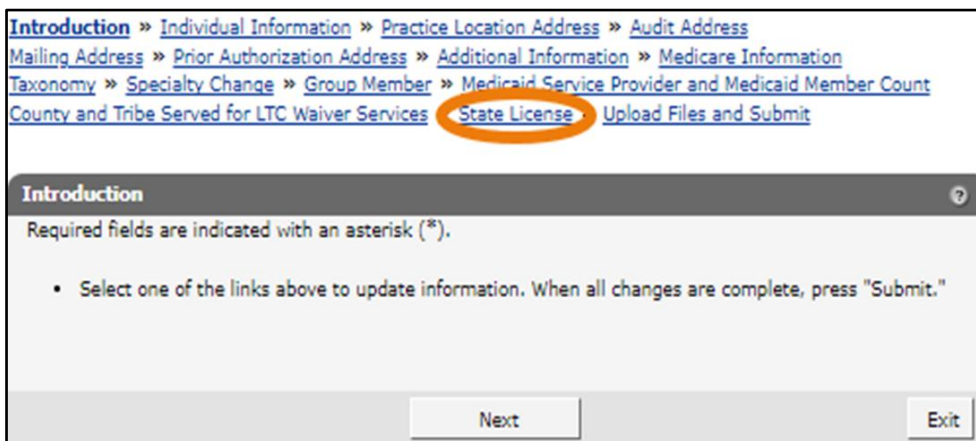 Introduction » Individual Information » Practice Location Address » Audit Address
Mailing Address » Prior Authorization Address » Additional Information » Medicare Information
Taxonomy » Specialty Change » Group Member » Medicaid Service Provider and Medicaid Member Count
County and Tribe Served for LTC Waiver Services State License Upload Files and Submit
Introduction ?
Required fields are indicated with an asterisk (*).
• Select one of the links above to update information. When all changes are complete, press "Submit."
Next Exit